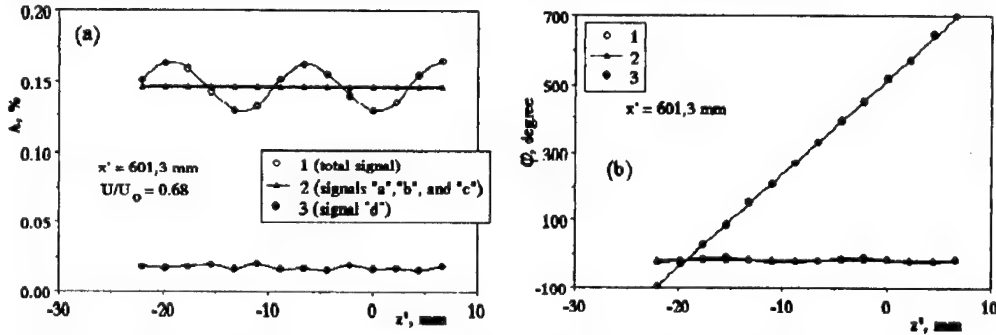 (a)
A, %
0.20
0.15
0.10
0.05
0.00
x' = 601,3 mm
U/U₀ = 0.68
1 (total signal)
2 (signals "a","b", and "c")
3 (signal "d")
-30
-20
-10
0
10
z', mm
φ, degree
700
500
300
100
-100
1
2
3
x' = 601,3 mm
(b)
-30
-20
-10
0
10
z', mm